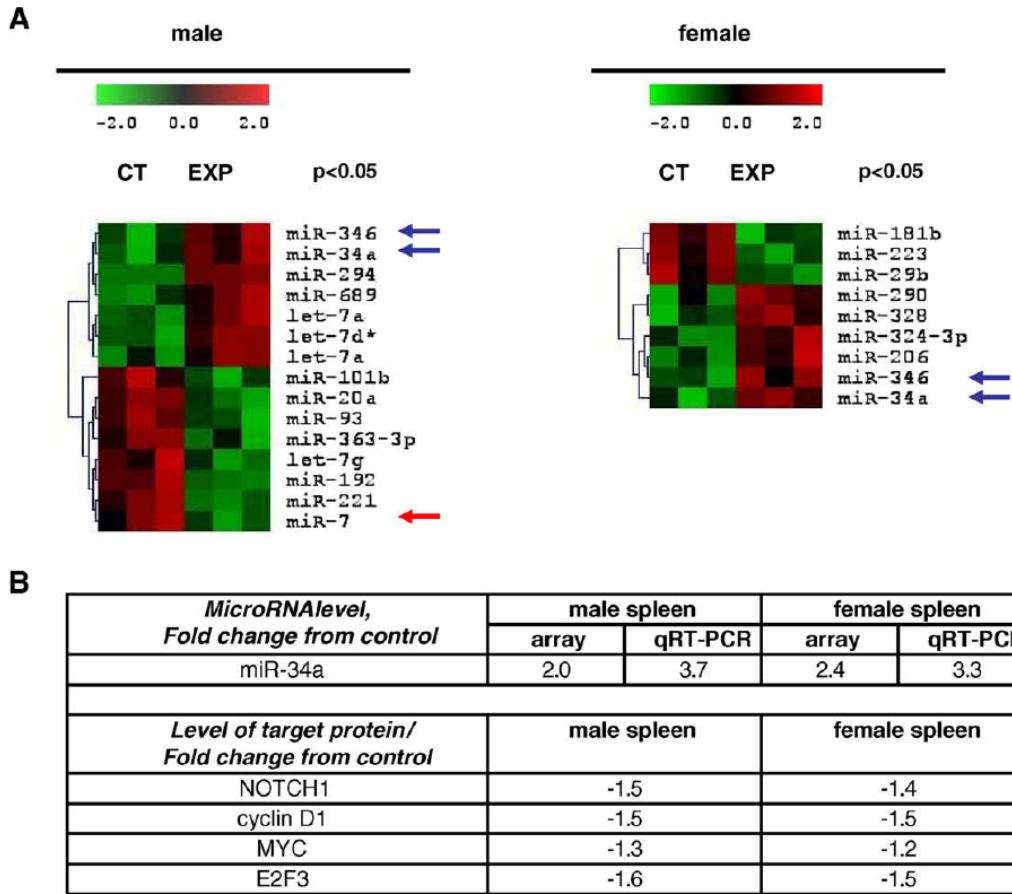 A
male female
-2.0 0.0 2.0 -2.0 0.0 2.0
CT EXP p<0.05 CT EXP p<0.05
miR-346
miR-34a
miR-294
miR-689
let-7a
let-7d*
let-7a
miR-101b
miR-20a
miR-93
miR-363-3p
let-7g
miR-192
miR-221
miR-7
miR-181b
miR-223
miR-29b
miR-290
miR-328
miR-324-3p
miR-206
miR-346
miR-34a
B
MicroRNAlevel, male spleen female spleen
Fold change from control array qRT-PCR array qRT-PC
miR-34a 2.0 3.7 2.4 3.3
Level of target protein/ male spleen female spleen
Fold change from control
NOTCH1 -1.5 -1.4
cyclin D1 -1.5 -1.5
MYC -1.3 -1.2
E2F3 -1.6 -1.5